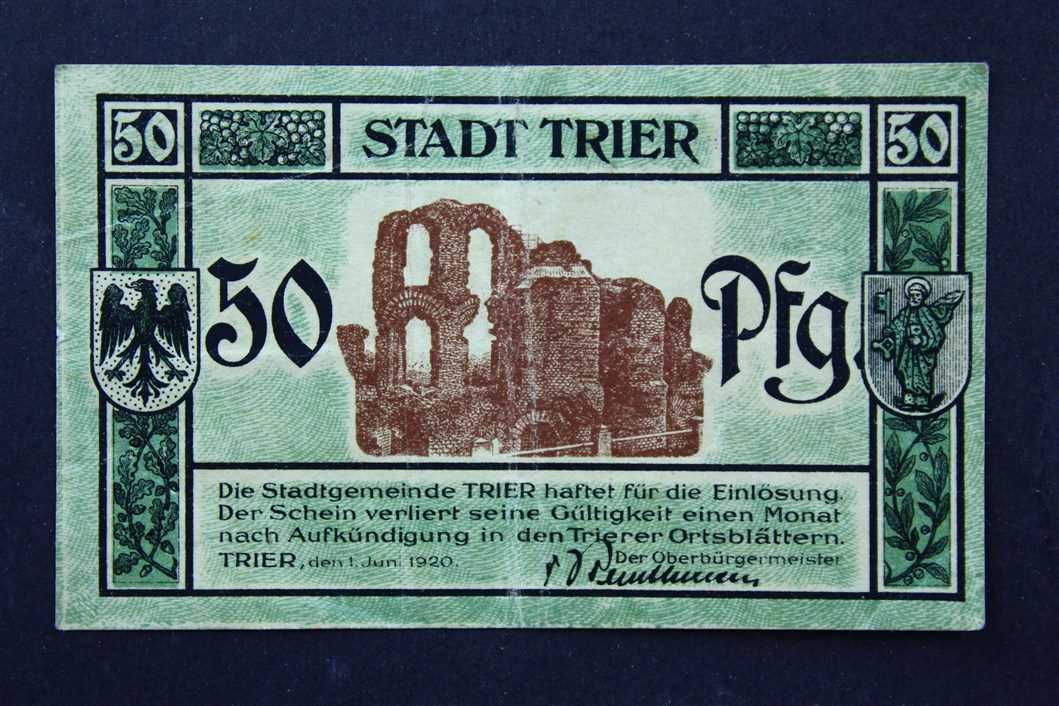 50 STADT TRIER 50
50 Pfg.
Die Stadtgemeinde TRIER haftet für die Einlösung.
Der Schein verliert seine Gültigkeit einen Monat
nach Aufkündigung in den Trierer Ortsblättern.
TRIER, den 1. Juni 1920. Der Oberbürgermeister